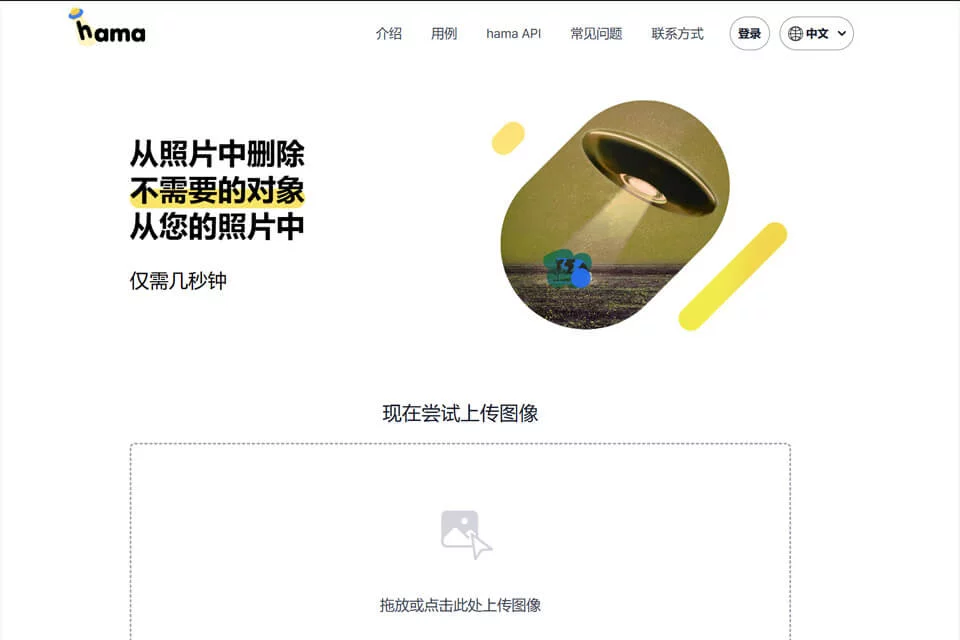 hama
介绍
用例
hama API
常见问题
联系方式
登录
中文
从照片中删除
不需要的对象
从您的照片中
仅需几秒钟
现在尝试上传图像
拖放或点击此处上传图像